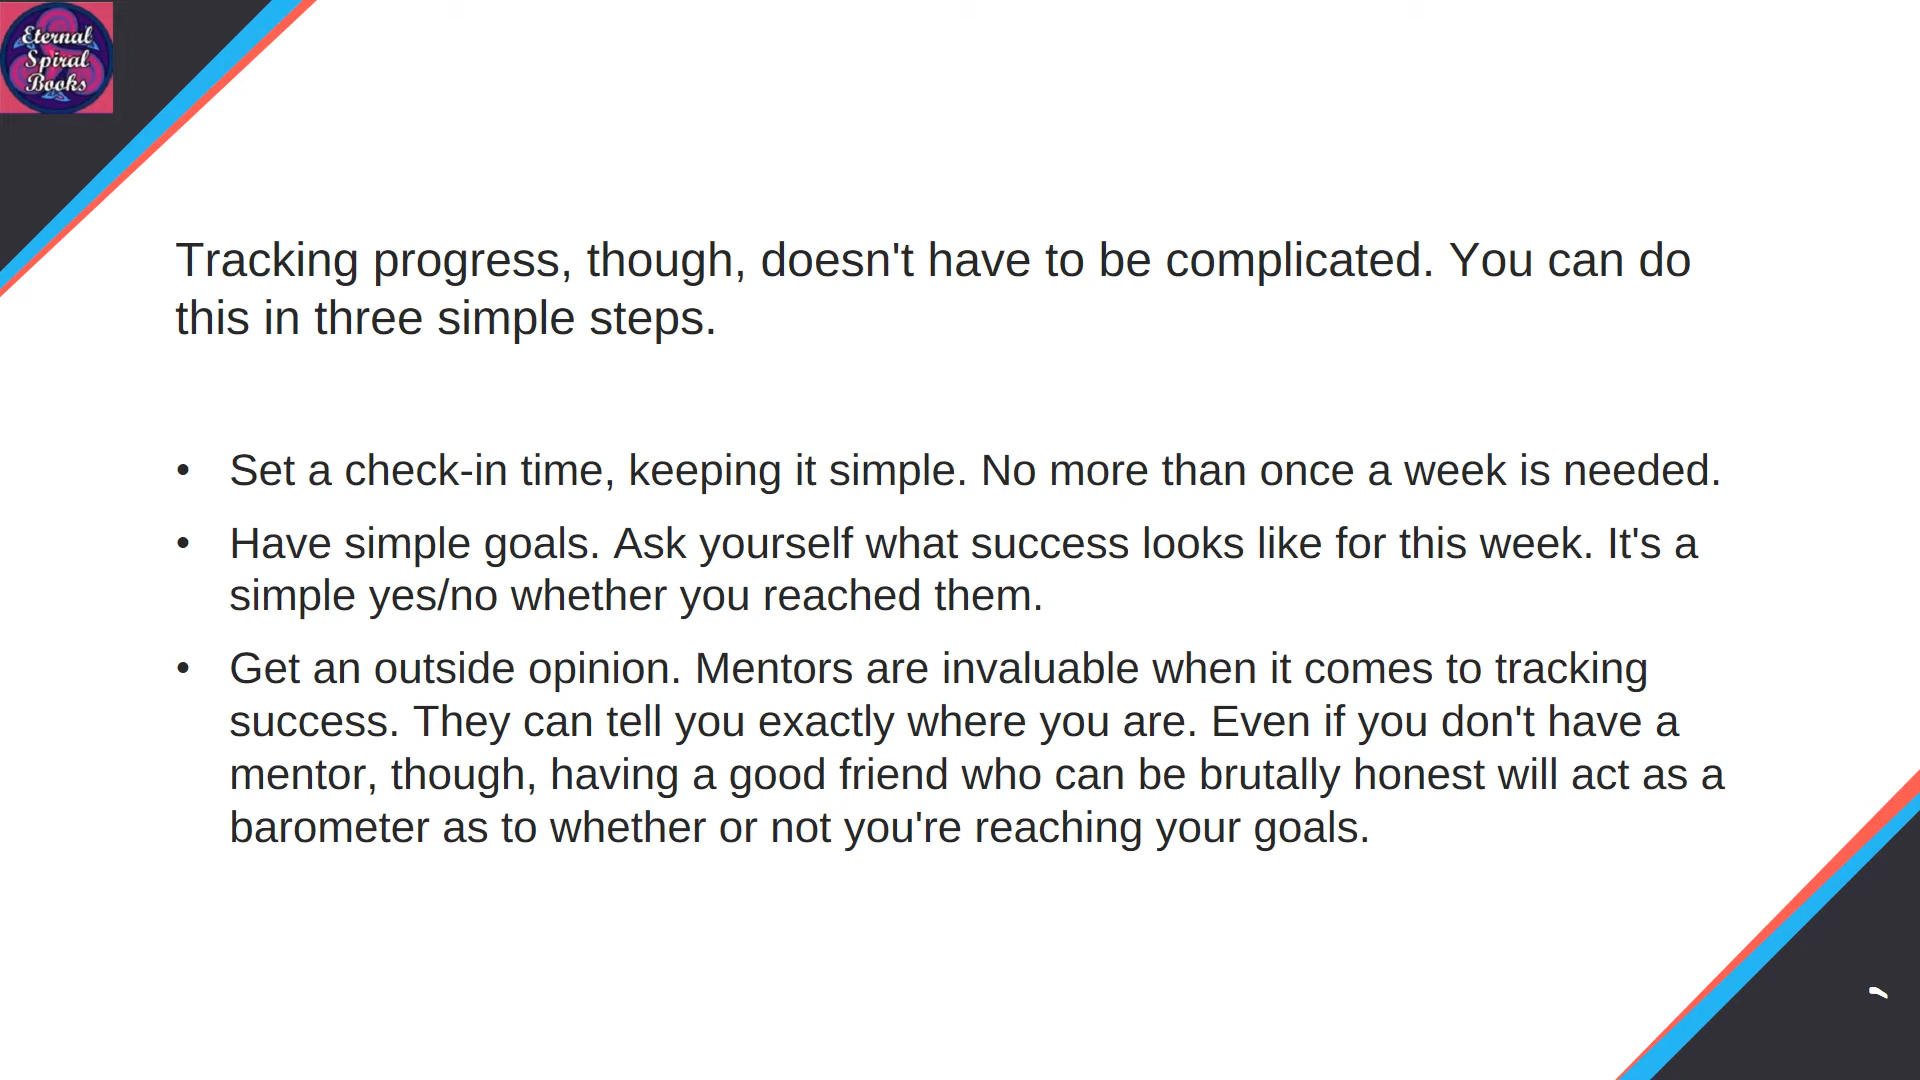 Eternal
Spiral
Books
Tracking progress, though, doesn't have to be complicated. You can do
this in three simple steps.
• Set a check-in time, keeping it simple. No more than once a week is needed.
• Have simple goals. Ask yourself what success looks like for this week. It's a
simple yes/no whether you reached them.
• Get an outside opinion. Mentors are invaluable when it comes to tracking
success. They can tell you exactly where you are. Even if you don't have a
mentor, though, having a good friend who can be brutally honest will act as a
barometer as to whether or not you're reaching your goals.